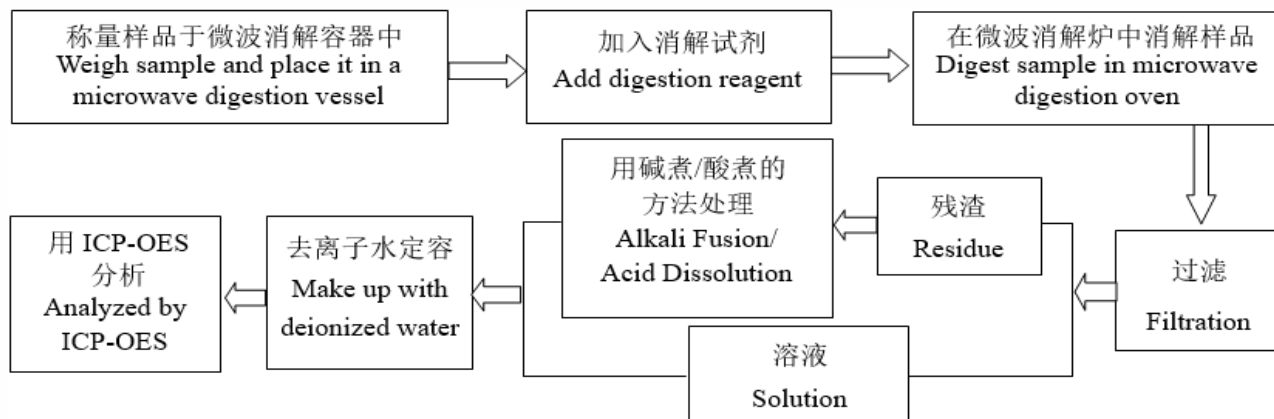 称量样品于微波消解容器中
Weigh sample and place it in a
microwave digestion vessel
加入消解试剂
Add digestion reagent
在微波消解炉中消解样品
Digest sample in microwave
digestion oven
过滤
Filtration
残渣
Residue
用碱煮/酸煮的
方法处理
Alkali Fusion/
Acid Dissolution
溶液
Solution
去离子水定容
Make up with
deionized water
用 ICP-OES
分析
Analyzed by
ICP-OES